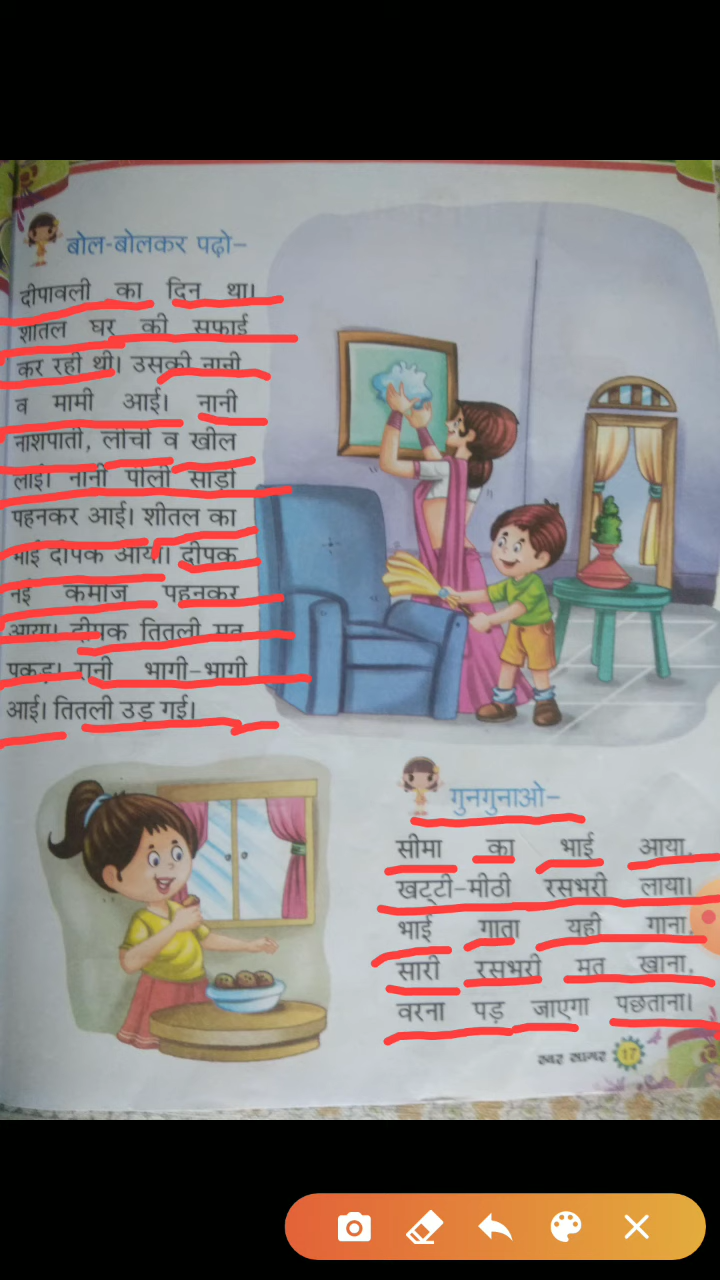 बोल-बोलकर पढ़ो–
दीपावली का दिन था।
शीतल घर की सफाई
कर रही थी। उसकी नानी
व मामी आई। नानी
नाशपाती, लीची व खील
लाई। नानी पीली साड़ी
पहनकर आई। शीतल का
भाई दीपक आया। दीपक
नई कमीज पहनकर
आया। दीपक तितली मत
पकड़। रानी भागी-भागी
आई। तितली उड़ गई।
गुनगुनाओ–
सीमा का भाई आया,
खट्टी-मीठी रसभरी लाया।
भाई गाता यही गाना,
सारी रसभरी मत खाना,
वरना पड़ जाएगा पछताना।
स्वर सागर 17